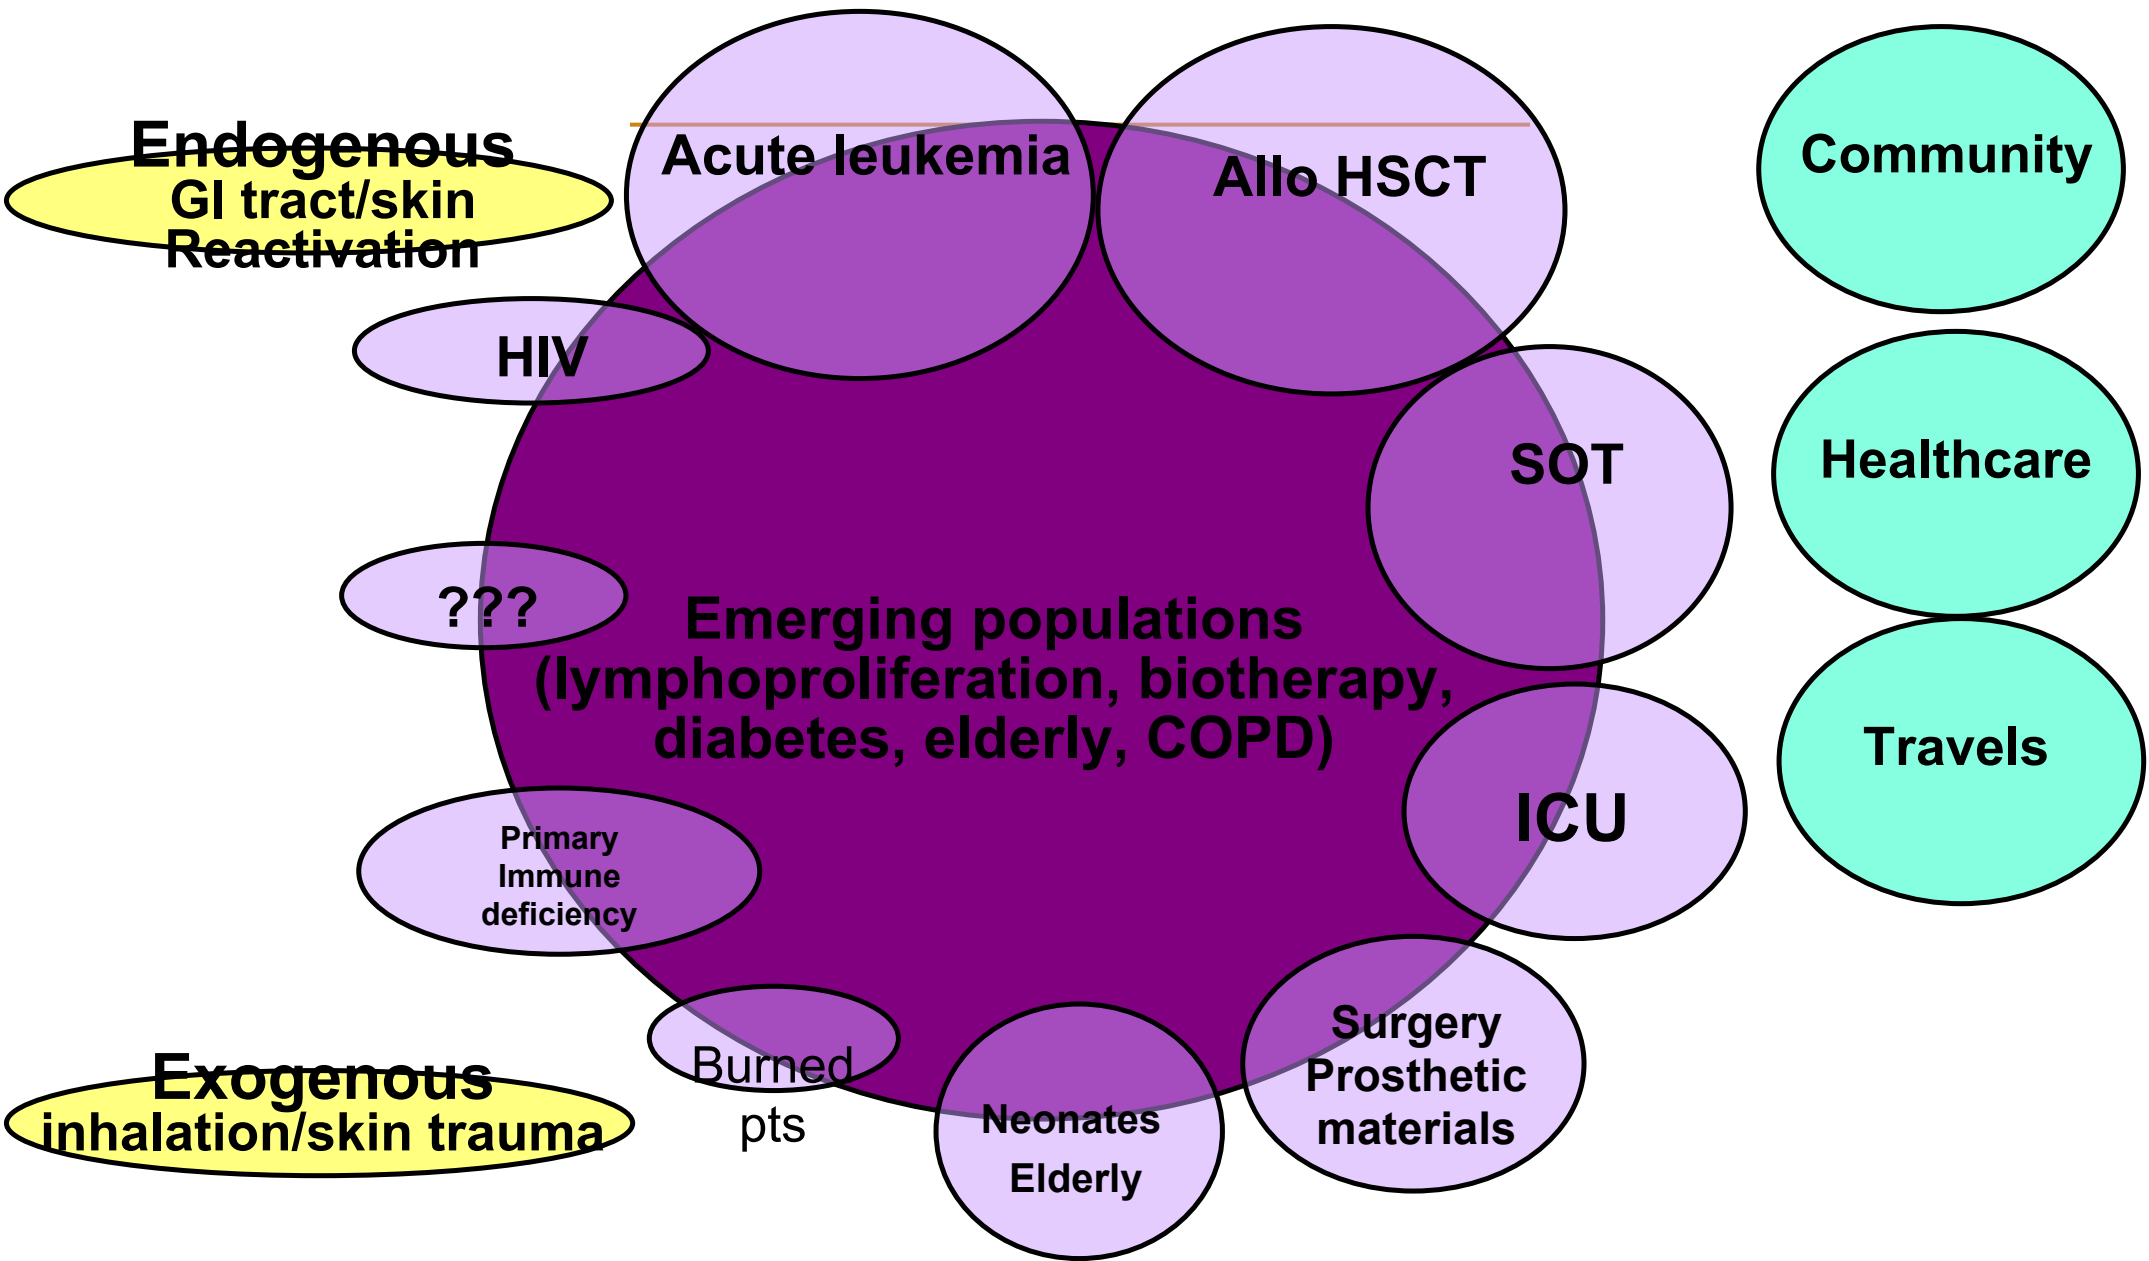 Endogenous
GI tract/skin
Reactivation
Acute leukemia
Allo HSCT
Community
HIV
SOT
Healthcare
???
Emerging populations
(lymphoproliferation, biotherapy,
diabetes, elderly, COPD)
Travels
ICU
Primary
Immune
deficiency
Surgery
Prosthetic
materials
Burned
pts
Neonates
Elderly
Exogenous
inhalation/skin trauma